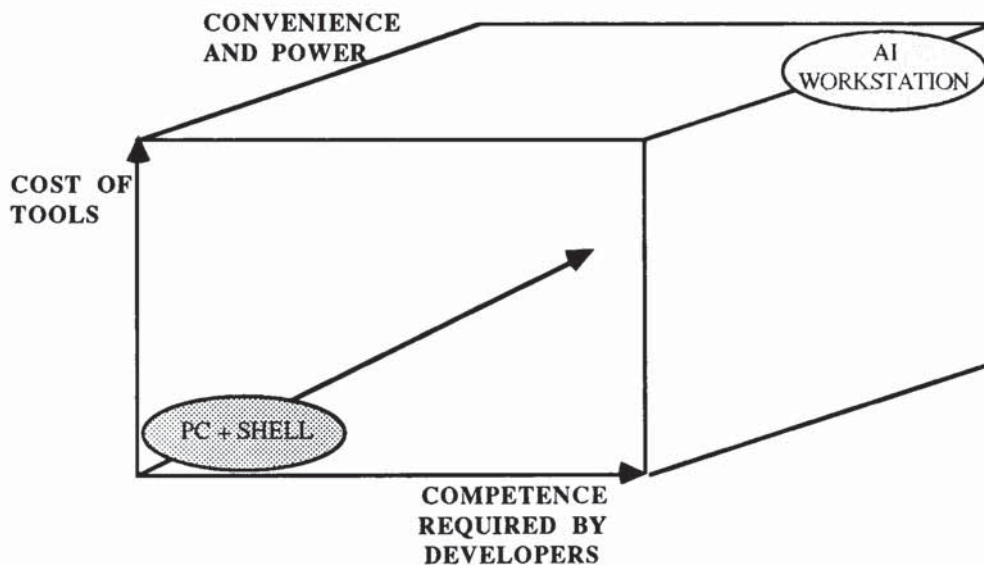 CONVENIENCE
AND POWER
AI
WORKSTATION
COST OF
TOOLS
PC + SHELL
COMPETENCE
REQUIRED BY
DEVELOPERS